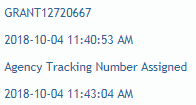 GRANT12720667
2018-10-04 11:40:53 AM
Agency Tracking Number Assigned
2018-10-04 11:43:04 AM